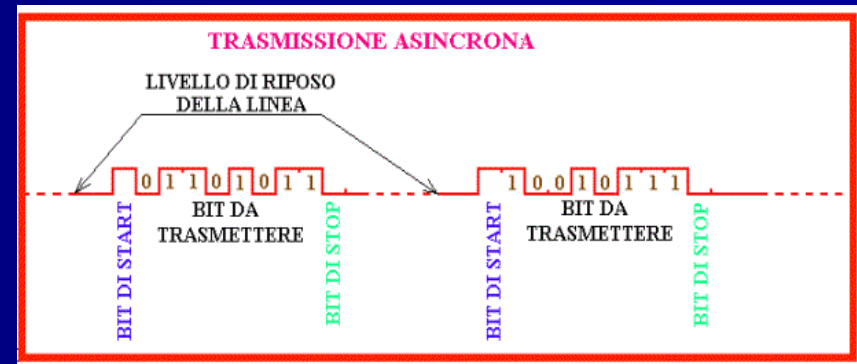 TRASMISSIONE ASINCRONA
LIVELLO DI RIPOSO
DELLA LINEA
0 1 1 0 1 0 1 1
1 0 0 1 0 1 1 1
BIT DA
TRASMETTERE
BIT DA
TRASMETTERE
BIT DI START
BIT DI STOP
BIT DI START
BIT DI STOP